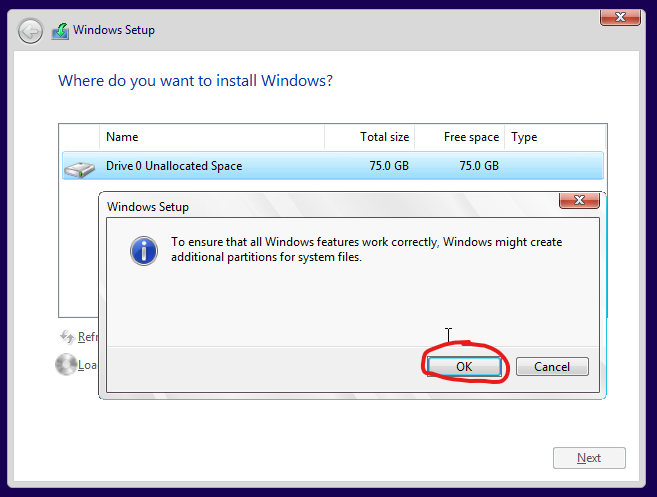 Windows Setup
Where do you want to install Windows?
Name Total size Free space Type
Drive 0 Unallocated Space 75.0 GB 75.0 GB
Windows Setup
To ensure that all Windows features work correctly, Windows might create
additional partitions for system files.
Refr
Loa
OK Cancel
Next